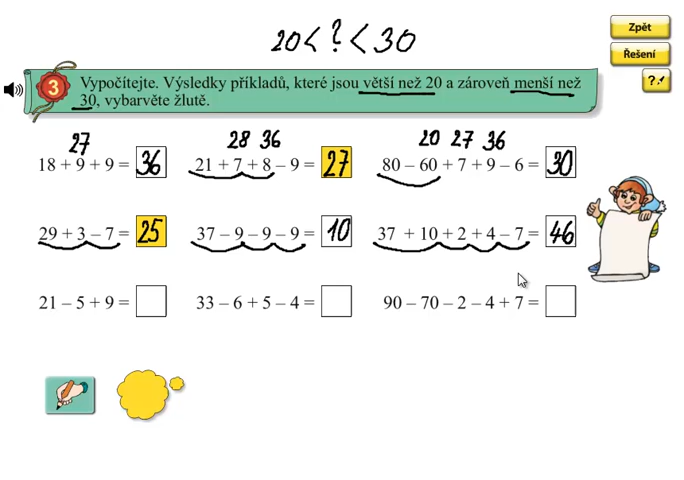 20 < ? < 30
Zpět
Řešení
?
3 Vypočítejte. Výsledky příkladů, které jsou větší než 20 a zároveň menší než
30, vybarvěte žlutě.
27 28 36 20 27 36
18 + 9 + 9 = 36 21 + 7 + 8 – 9 = 27 80 – 60 + 7 + 9 – 6 = 30
29 + 3 – 7 = 25 37 – 9 – 9 – 9 = 10 37 + 10 + 2 + 4 – 7 = 46
21 – 5 + 9 = 33 – 6 + 5 – 4 = 90 – 70 – 2 – 4 + 7 =